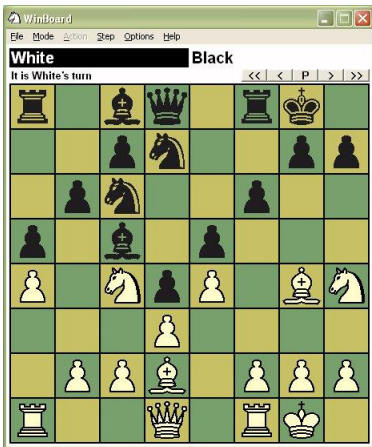 WinBoard
File Mode Action Step Options Help
White Black
It is White's turn << < P > >>